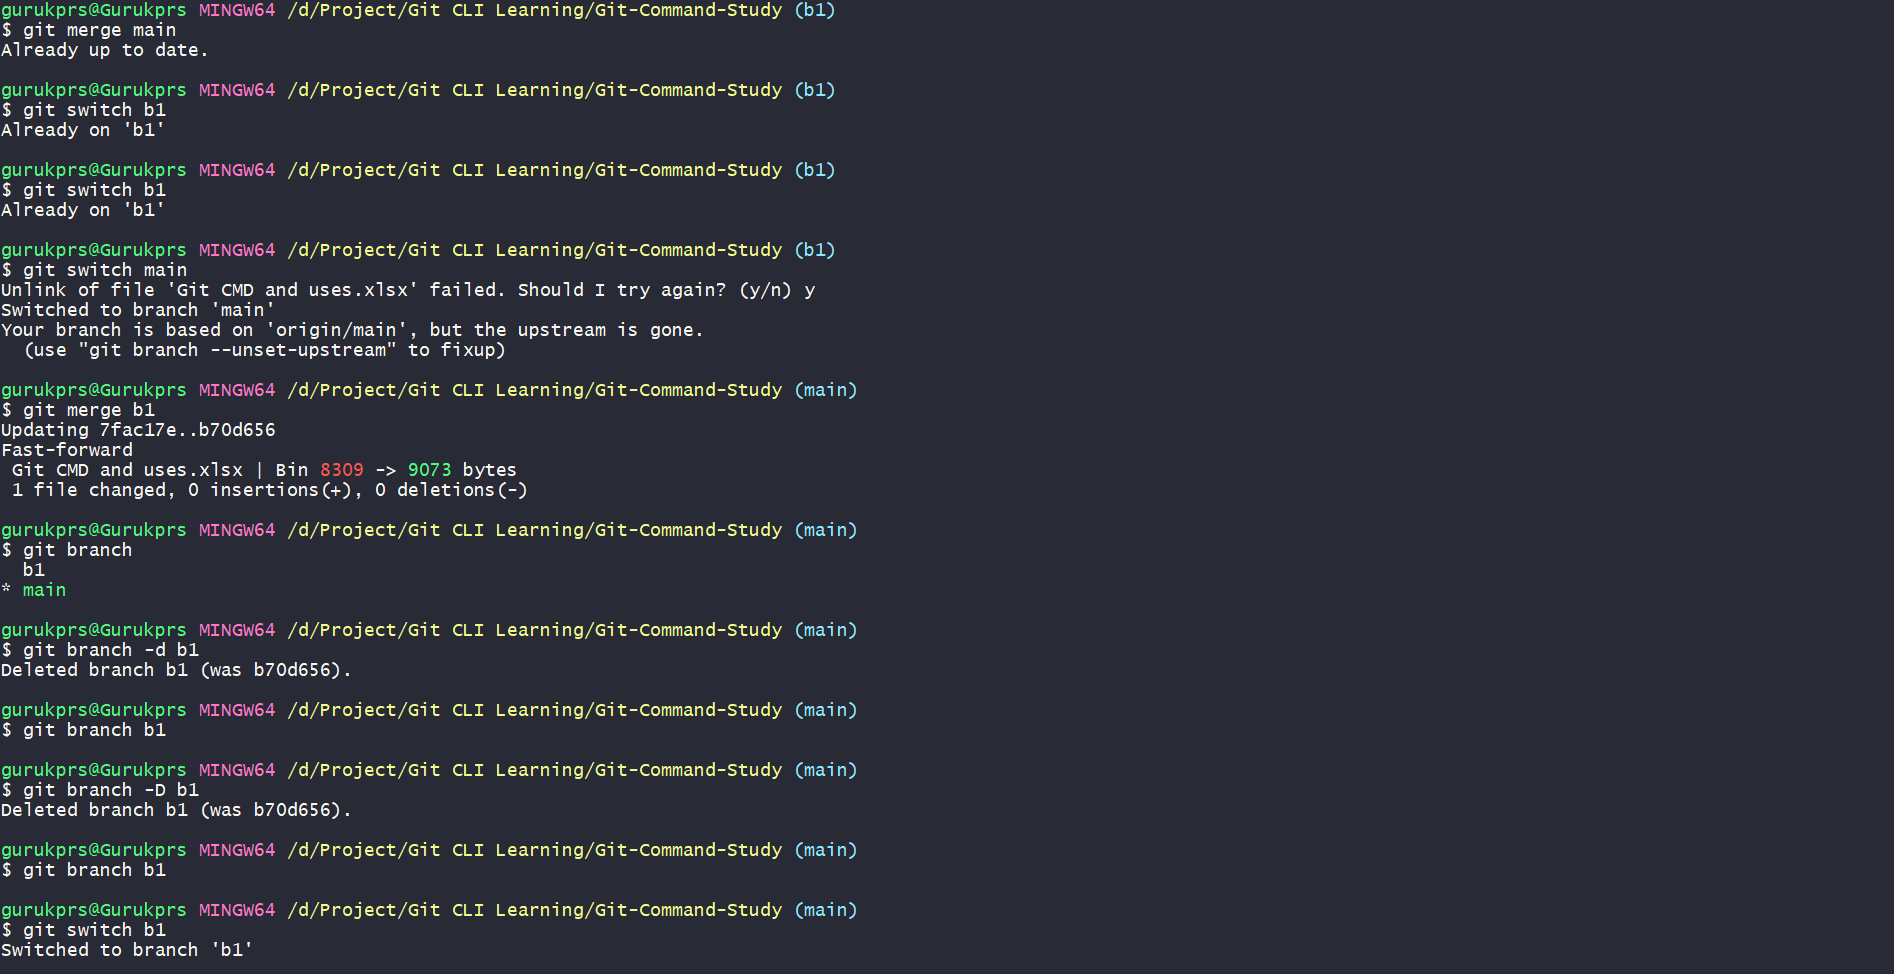 gurukprs@Gurukprs MINGW64 /d/Project/Git CLI Learning/Git-Command-Study (b1)
$ git merge main
Already up to date.
gurukprs@Gurukprs MINGW64 /d/Project/Git CLI Learning/Git-Command-Study (b1)
$ git switch b1
Already on 'b1'
gurukprs@Gurukprs MINGW64 /d/Project/Git CLI Learning/Git-Command-Study (b1)
$ git switch b1
Already on 'b1'
gurukprs@Gurukprs MINGW64 /d/Project/Git CLI Learning/Git-Command-Study (b1)
$ git switch main
Unlink of file 'Git CMD and uses.xlsx' failed. Should I try again? (y/n) y
Switched to branch 'main'
Your branch is based on 'origin/main', but the upstream is gone.
  (use "git branch --unset-upstream" to fixup)
gurukprs@Gurukprs MINGW64 /d/Project/Git CLI Learning/Git-Command-Study (main)
$ git merge b1
Updating 7fac17e..b70d656
Fast-forward
 Git CMD and uses.xlsx | Bin 8309 -> 9073 bytes
 1 file changed, 0 insertions(+), 0 deletions(-)
gurukprs@Gurukprs MINGW64 /d/Project/Git CLI Learning/Git-Command-Study (main)
$ git branch
  b1
* main
gurukprs@Gurukprs MINGW64 /d/Project/Git CLI Learning/Git-Command-Study (main)
$ git branch -d b1
Deleted branch b1 (was b70d656).
gurukprs@Gurukprs MINGW64 /d/Project/Git CLI Learning/Git-Command-Study (main)
$ git branch b1
gurukprs@Gurukprs MINGW64 /d/Project/Git CLI Learning/Git-Command-Study (main)
$ git branch -D b1
Deleted branch b1 (was b70d656).
gurukprs@Gurukprs MINGW64 /d/Project/Git CLI Learning/Git-Command-Study (main)
$ git branch b1
gurukprs@Gurukprs MINGW64 /d/Project/Git CLI Learning/Git-Command-Study (main)
$ git switch b1
Switched to branch 'b1'